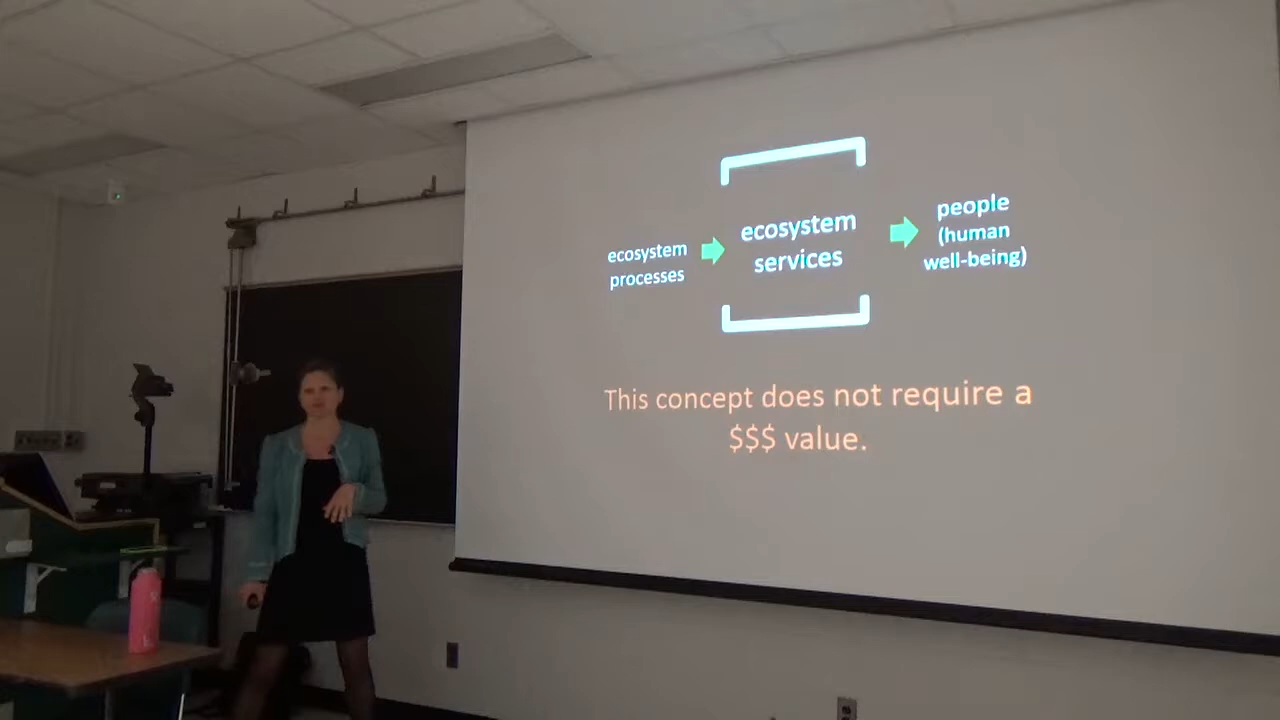 ecosystem
processes
ecosystem
services
people
(human
well-being)
This concept does not require a
$$$ value.